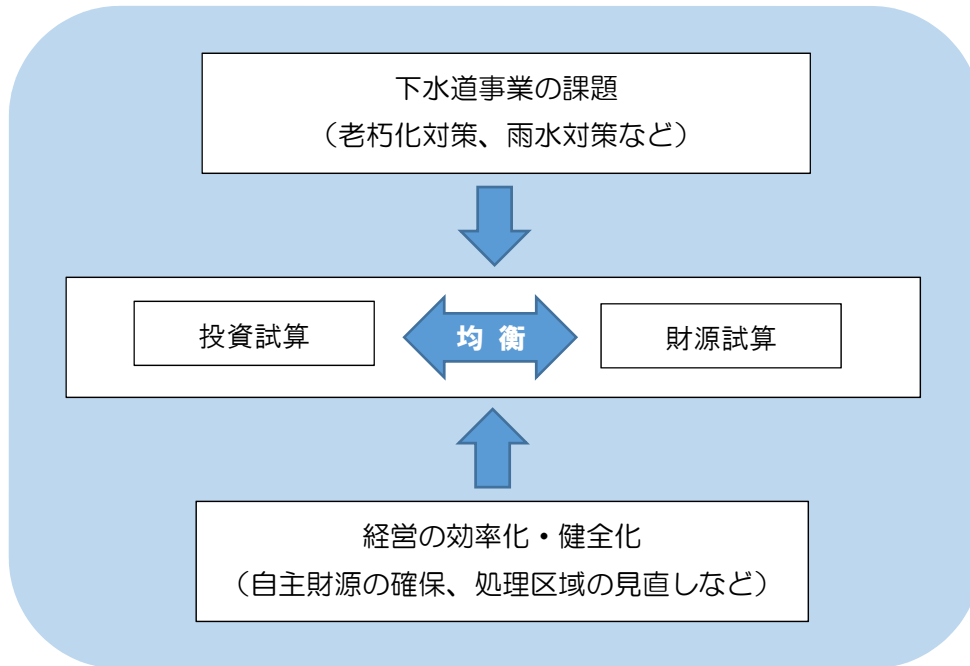 下水道事業の課題
（老朽化対策、雨水対策など）
投資試算
均 衡
財源試算
経営の効率化・健全化
（自主財源の確保、処理区域の見直しなど）